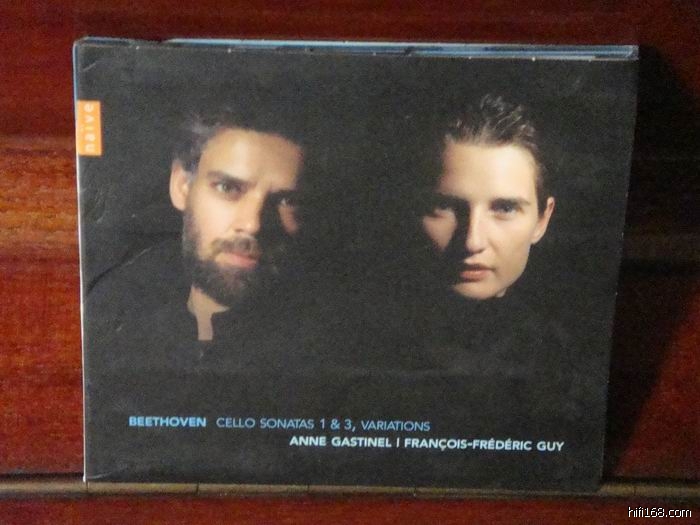 naïve
BEETHOVEN CELLO SONATAS 1 & 3, VARIATIONS
ANNE GASTINEL | FRANÇOIS-FRÉDÉRIC GUY
hifi168.com